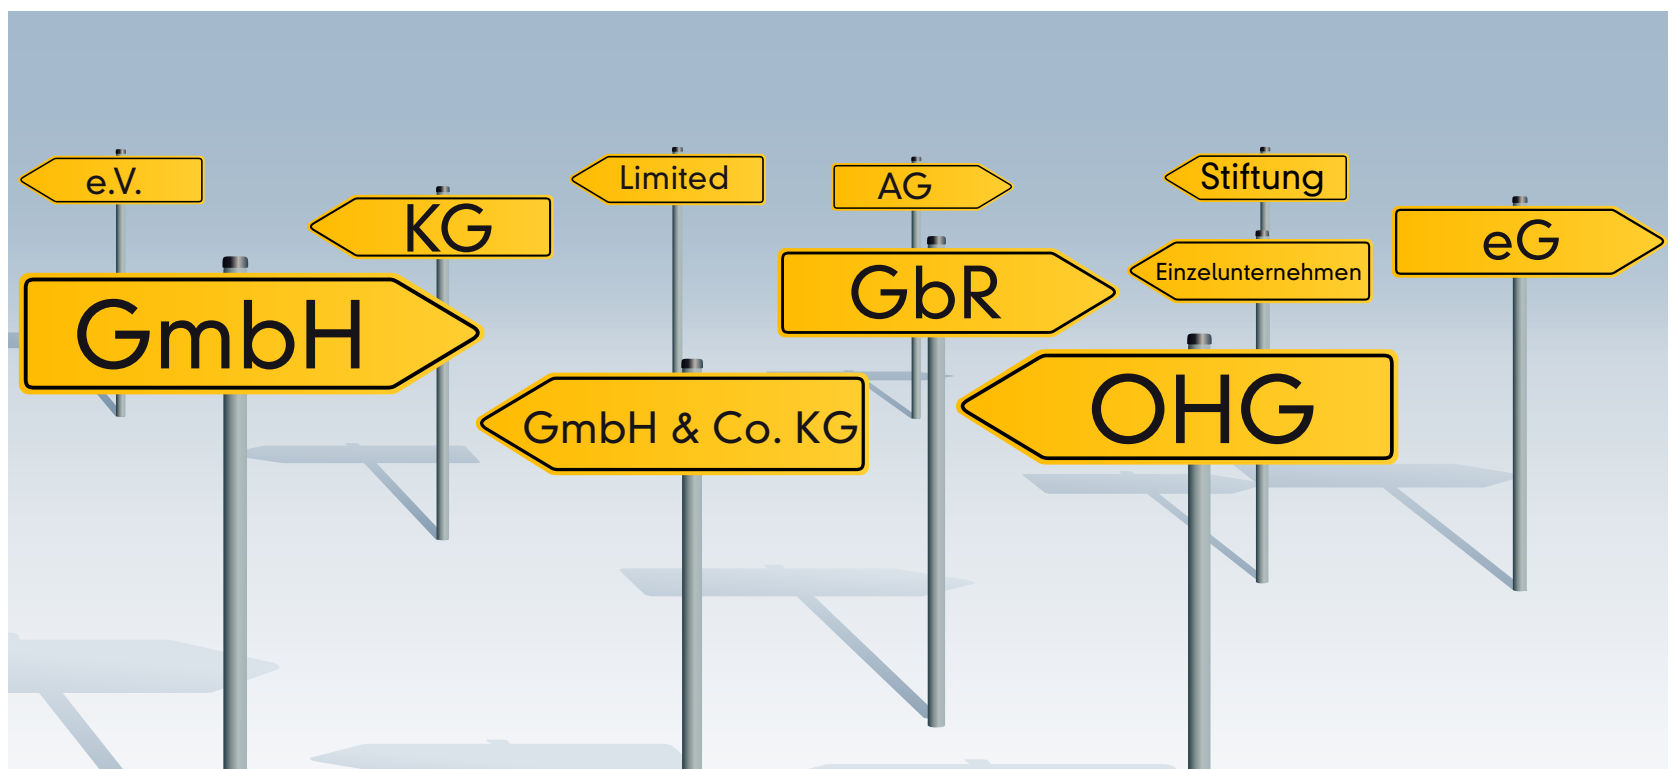 e.V.
KG
Limited
AG
Stiftung
eG
GmbH
GmbH & Co. KG
GbR
Einzelunternehmen
OHG